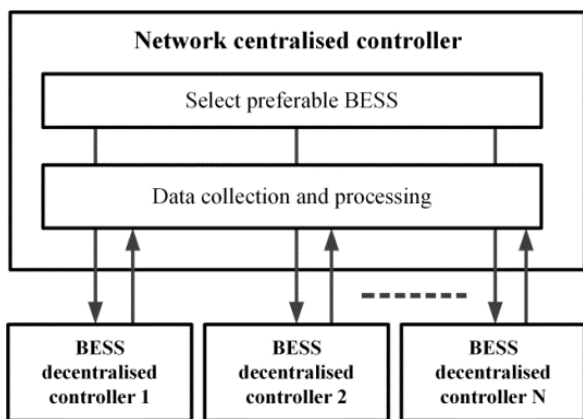 Network centralised controller
Select preferable BESS
Data collection and processing
BESS
decentralised
controller 1
BESS
decentralised
controller 2
BESS
decentralised
controller N